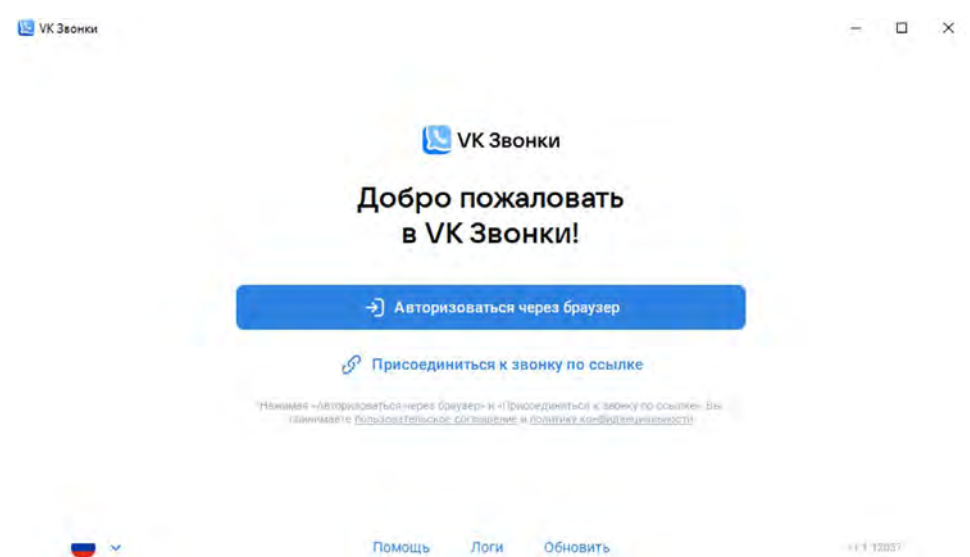 VK Звонки
VK Звонки
Добро пожаловать
в VK Звонки!
Авторизоваться через браузер
Присоединиться к звонку по ссылке
*Нажимая «Авторизоваться через браузер» и «Присоединиться к звонку по ссылке», Вы
принимаете пользовательское соглашение и политику конфиденциальности
Помощь Логи Обновить